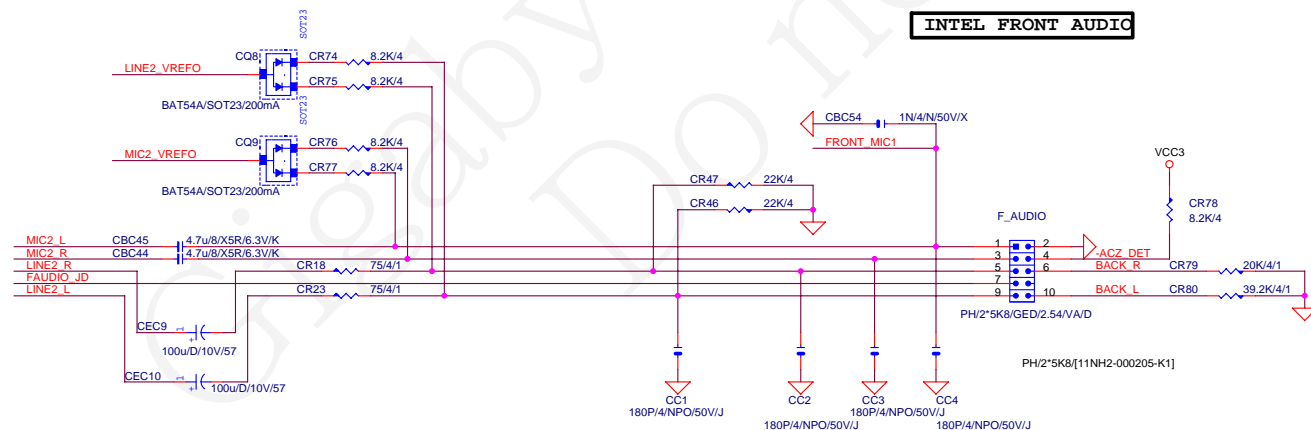 INTEL FRONT AUDIO
SOT23
CQ8
CR74
8.2K/4
LINE2_VREFO
CR75
8.2K/4
BAT54A/SOT23/200mA
SOT23
CQ9
CR76
8.2K/4
MIC2_VREFO
CR77
8.2K/4
BAT54A/SOT23/200mA
CBC54
1N/4/N/50V/X
FRONT_MIC1
VCC3
CR47
22K/4
CR46
22K/4
CR78
8.2K/4
F_AUDIO
MIC2_L
CBC45
4.7u/8/X5R/6.3V/K
1
2
MIC2_R
CBC44
4.7u/8/X5R/6.3V/K
3
4
-ACZ_DET
LINE2_R
CR18
75/4/1
5
6
BACK_R
CR79
20K/4/1
FAUDIO_JD
7
LINE2_L
CR23
75/4/1
9
10
BACK_L
CR80
39.2K/4/1
PH/2*5K8/GED/2.54/VA/D
CEC9
1
+
100u/D/10V/57
PH/2*5K8/[11NH2-000205-K1]
CEC10
1
+
100u/D/10V/57
CC1
180P/4/NPO/50V/J
CC2
180P/4/NPO/50V/J
CC3
180P/4/NPO/50V/J
CC4
180P/4/NPO/50V/J
Gigaby
Do no